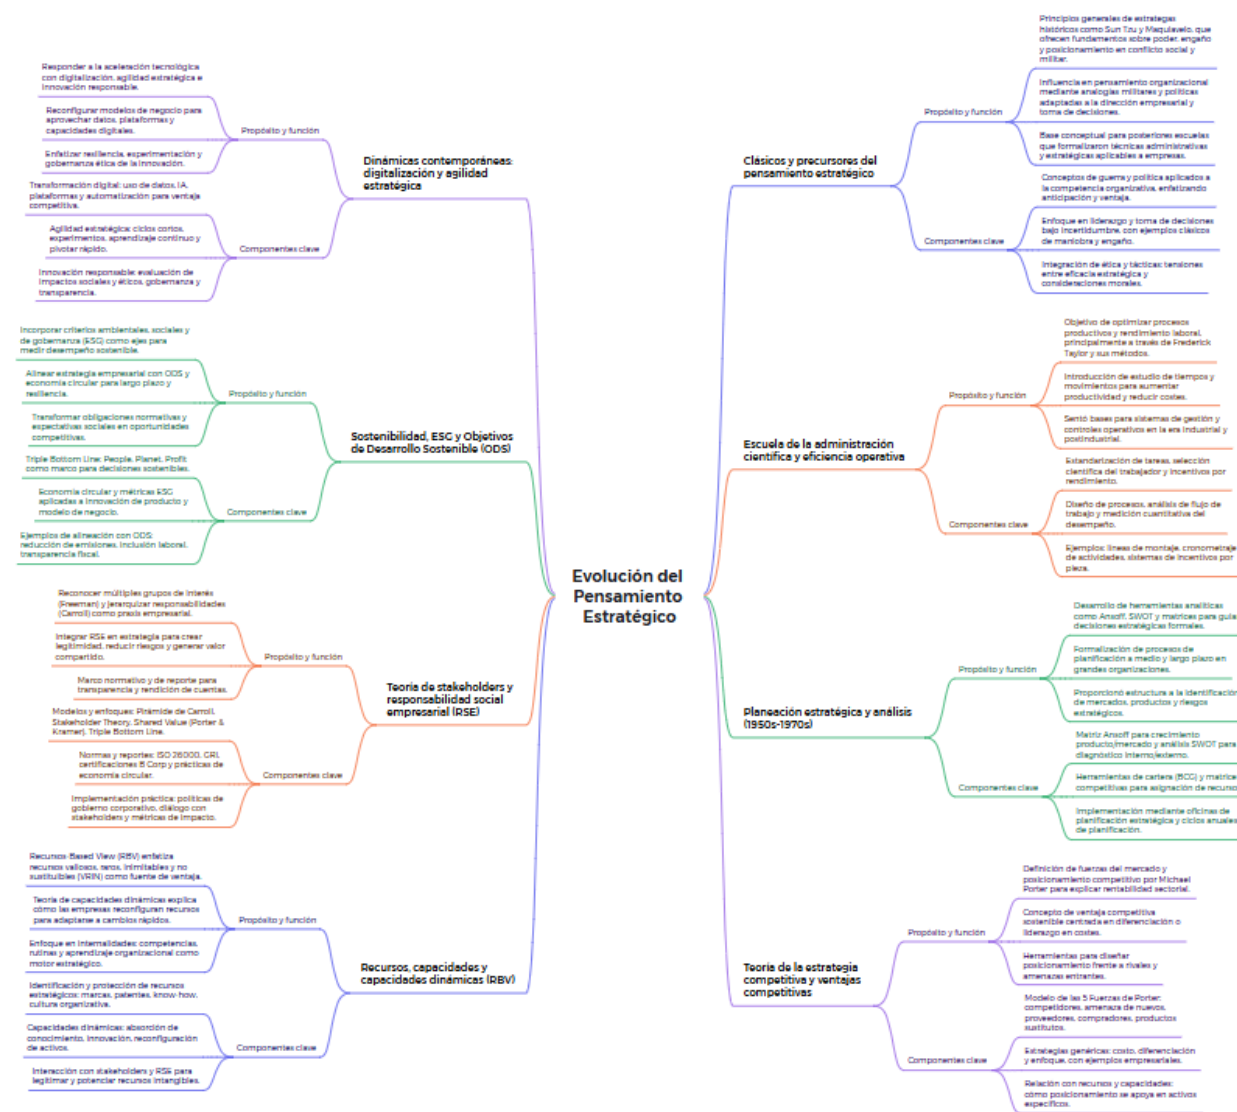 Evolución del
Pensamiento
Estratégico
Clásicos y precursores del
pensamiento estratégico
Propósito y función
Principios generales de estrategas
históricos como Sun Tzu y Maquiavelo, que
ofrecen fundamentos sobre poder, engaño
y posicionamiento en conflicto social y
militar.
Influencia en pensamiento organizacional
mediante analogías militares y políticas
adaptadas a la dirección empresarial y
toma de decisiones.
Base conceptual para posteriores escuelas
que formalizaron técnicas administrativas
y estratégicas aplicables a empresas.
Componentes clave
Conceptos de guerra y política aplicados a
la competencia organizativa, enfatizando
anticipación y ventaja.
Enfoque en liderazgo y toma de decisiones
bajo incertidumbre, con ejemplos clásicos
de maniobra y engaño.
Integración de ética y tácticas: tensiones
entre eficacia estratégica y
consideraciones morales.
Escuela de la administración
científica y eficiencia operativa
Propósito y función
Objetivo de optimizar procesos
productivos y rendimiento laboral,
principalmente a través de Frederick
Taylor y sus métodos.
Introducción de estudio de tiempos y
movimientos para aumentar
productividad y reducir costes.
Sentó bases para sistemas de gestión y
controles operativos en la era industrial y
postindustrial.
Componentes clave
Estandarización de tareas, selección
científica del trabajador y incentivos por
rendimiento.
Diseño de procesos, análisis de flujo de
trabajo y medición cuantitativa del
desempeño.
Ejemplos: líneas de montaje, cronometraje
de actividades, sistemas de incentivos por
pieza.
Planeación estratégica y análisis
(1950s-1970s)
Propósito y función
Desarrollo de herramientas analíticas
como Ansoff, SWOT y matrices para guia
decisiones estratégicas formales.
Formalización de procesos de
planificación a medio y largo plazo en
grandes organizaciones.
Proporcionó estructura a la identificación
de mercados, productos y riesgos
estratégicos.
Componentes clave
Matriz Ansoff para crecimiento
producto/mercado y análisis SWOT para
diagnóstico interno/externo.
Herramientas de cartera (BCG) y matrice
competitivas para asignación de recurso
Implementación mediante oficinas de
planificación estratégica y ciclos anuales
de planificación.
Teoría de la estrategia
competitiva y ventajas
competitivas
Propósito y función
Definición de fuerzas del mercado y
posicionamiento competitivo por Michael
Porter para explicar rentabilidad sectorial.
Concepto de ventaja competitiva
sostenible centrada en diferenciación o
liderazgo en costes.
Herramientas para diseñar
posicionamiento frente a rivales y
amenazas entrantes.
Componentes clave
Modelo de las 5 Fuerzas de Porter:
competidores, amenaza de nuevos,
proveedores, compradores, productos
sustitutos.
Estrategias genéricas: costo, diferenciación
y enfoque, con ejemplos empresariales.
Relación con recursos y capacidades:
cómo posicionamiento se apoya en activos
específicos.
Dinámicas contemporáneas:
digitalización y agilidad
estratégica
Propósito y función
Responder a la aceleración tecnológica
con digitalización, agilidad estratégica e
innovación responsable.
Reconfigurar modelos de negocio para
aprovechar datos, plataformas y
capacidades digitales.
Enfatizar resiliencia, experimentación y
gobernanza ética de la innovación.
Componentes clave
Transformación digital: uso de datos, IA,
plataformas y automatización para ventaja
competitiva.
Agilidad estratégica: ciclos cortos,
experimentos, aprendizaje continuo y
pivotar rápido.
Innovación responsable: evaluación de
impactos sociales y éticos, gobernanza y
transparencia.
Sostenibilidad, ESG y Objetivos
de Desarrollo Sostenible (ODS)
Propósito y función
Incorporar criterios ambientales, sociales y
de gobernanza (ESG) como ejes para
medir desempeño sostenible.
Alinear estrategia empresarial con ODS y
economía circular para largo plazo y
resiliencia.
Transformar obligaciones normativas y
expectativas sociales en oportunidades
competitivas.
Componentes clave
Triple Bottom Line: People, Planet, Profit
como marco para decisiones sostenibles.
Economía circular y métricas ESG
aplicadas a innovación de producto y
modelo de negocio.
Ejemplos de alineación con ODS:
reducción de emisiones, inclusión laboral,
transparencia fiscal.
Teoría de stakeholders y
responsabilidad social
empresarial (RSE)
Propósito y función
Reconocer múltiples grupos de interés
(Freeman) y jerarquizar responsabilidades
(Carroll) como praxis empresarial.
Integrar RSE en estrategia para crear
legitimidad, reducir riesgos y generar valor
compartido.
Marco normativo y de reporte para
transparencia y rendición de cuentas.
Componentes clave
Modelos y enfoques: Pirámide de Carroll,
Stakeholder Theory, Shared Value (Porter &
Kramer), Triple Bottom Line.
Normas y reportes: ISO 26000, GRI,
certificaciones B Corp y prácticas de
economía circular.
Implementación práctica: políticas de
gobierno corporativo, diálogo con
stakeholders y métricas de impacto.
Recursos, capacidades y
capacidades dinámicas (RBV)
Propósito y función
Recursos-Based View (RBV) enfatiza
recursos valiosos, raros, inimitables y no
sustituibles (VRIN) como fuente de ventaja.
Teoría de capacidades dinámicas explica
cómo las empresas reconfiguran recursos
para adaptarse a cambios rápidos.
Enfoque en internalidades: competencias,
rutinas y aprendizaje organizacional como
motor estratégico.
Componentes clave
Identificación y protección de recursos
estratégicos: marcas, patentes, know-how,
cultura organizativa.
Capacidades dinámicas: absorción de
conocimiento, innovación, reconfiguración
de activos.
Interacción con stakeholders y RSE para
legitimar y potenciar recursos intangibles.